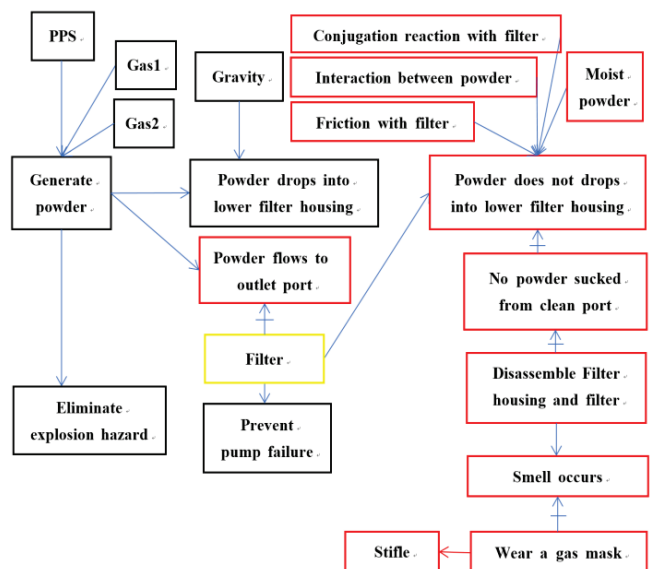 PPS
Gas1
Gas2
Gravity
Conjugation reaction with filter
Interaction between powder
Friction with filter
Moist
powder
Generate
powder
Powder drops into
lower filter housing
Powder does not drops
into lower filter housing
Powder flows to
outlet port
No powder sucked
from clean port
Filter
Disassemble Filter
housing and filter
Eliminate
explosion hazard
Prevent
pump failure
Smell occurs
Stifle
Wear a gas mask